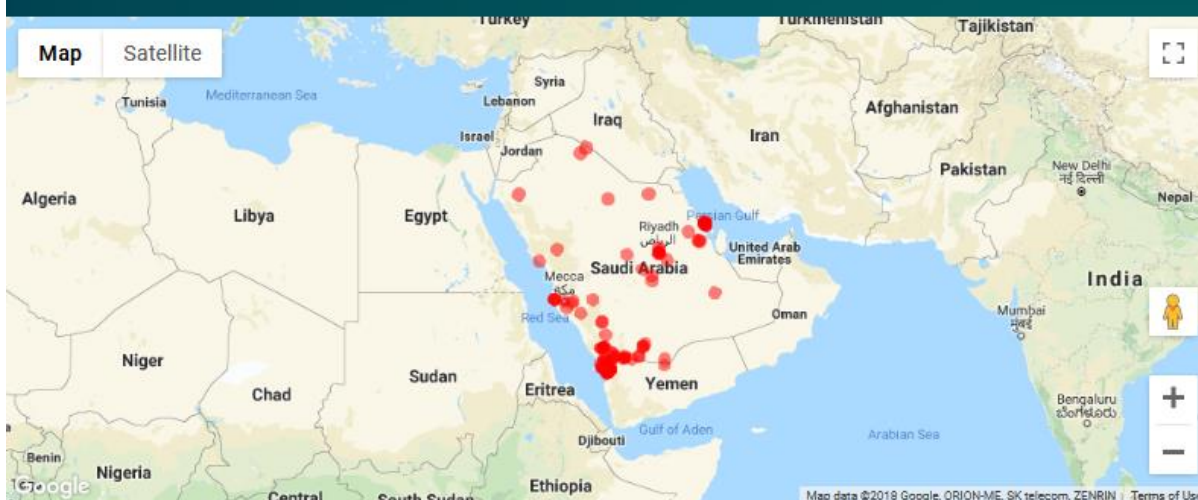 Turkey
Turkmenistan
Tajikistan
Map
Satellite
Syria
Tunisia
Mediterranean Sea
Lebanon
Afghanistan
Iraq
Israel
Iran
Jordan
Pakistan
New Delhi
नई दिल्ली
Algeria
Nepal
Libya
Egypt
Persian Gulf
Riyadh
الرياض
United Arab
Emirates
Saudi Arabia
Mecca
مكة
India
Oman
Mumbai
मुंबई
Red Sea
Niger
Sudan
Chad
Eritrea
Yemen
Bengaluru
ಬೆಂಗಳೂರು
Gulf of Aden
Arabian Sea
Djibouti
Benin
Nigeria
Ethiopia
Google
Central
South Sudan
Map data ©2018 Google, ORION-ME, SK telecom, ZENRIN
Terms of Us